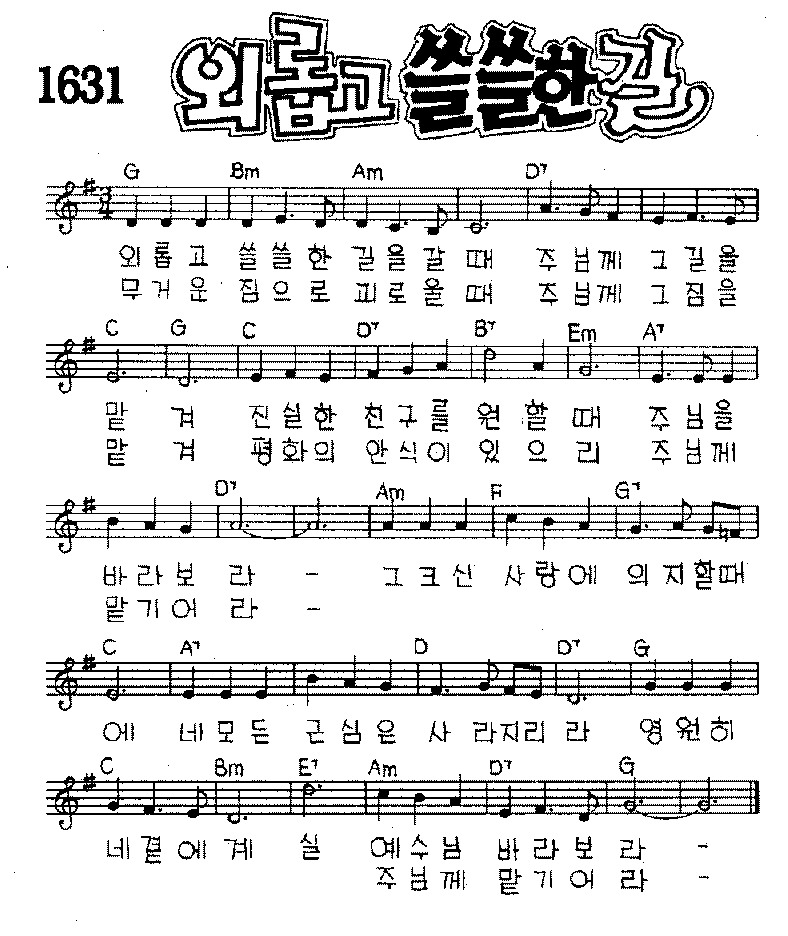 1631 외롭고 쓸쓸한 길
G Bm Am D7
외롭고 쓸쓸한 길을갈때 주님께 그길을
무거운 짐으로 피로올때 주님께 그짐을
C G C D7 B7 Em A7
맡겨 진실한 친구를 원할때 주님을
맡겨 평화의 안식이 있으리 주님께
D7 Am F G7
바라보라 - 그크신 사랑에 의지할때
맡기어라 -
C A7 D D7 G
에 네모든 근심은 사라지리라 영원히
C Bm E7 Am D7 G
네곁에계실 예수님 바라보라 -
주님께 맡기어라 -